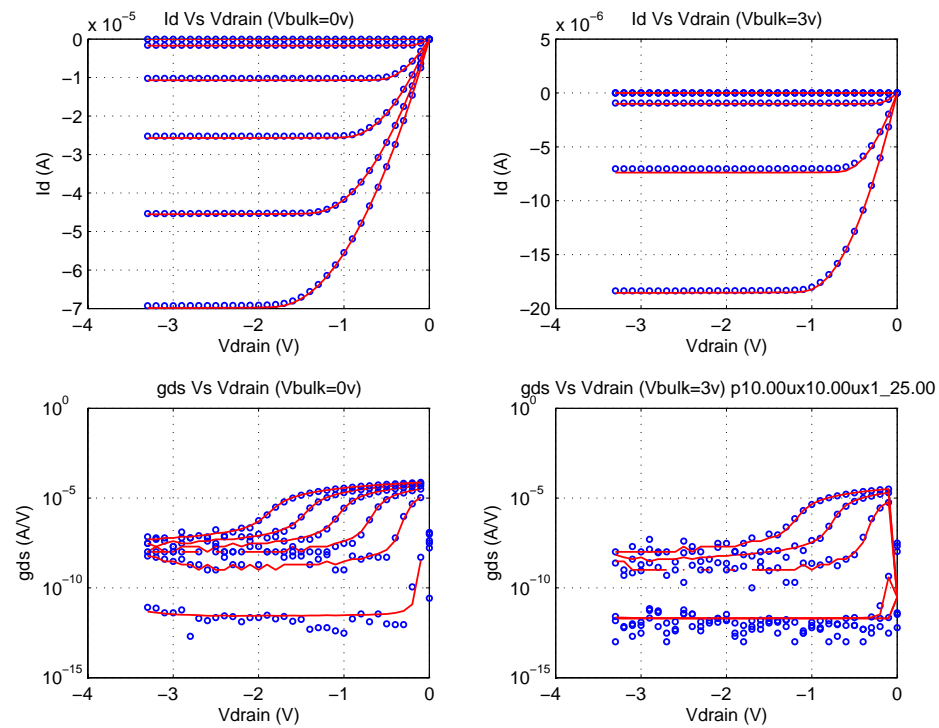 x 10⁻⁵ Id Vs Vdrain (Vbulk=0v)
0
−1
−2
−3
−4
−5
−6
−7
Id (A)
−4 −3 −2 −1 0
Vdrain (V)
x 10⁻⁶ Id Vs Vdrain (Vbulk=3v)
5
0
−5
−10
−15
−20
Id (A)
−4 −3 −2 −1 0
Vdrain (V)
gds Vs Vdrain (Vbulk=0v)
10⁰
10⁻⁵
10⁻¹⁰
10⁻¹⁵
gds (A/V)
−4 −3 −2 −1 0
Vdrain (V)
gds Vs Vdrain (Vbulk=3v) p10.00ux10.00ux1_25.00
10⁰
10⁻⁵
10⁻¹⁰
10⁻¹⁵
gds (A/V)
−4 −3 −2 −1 0
Vdrain (V)